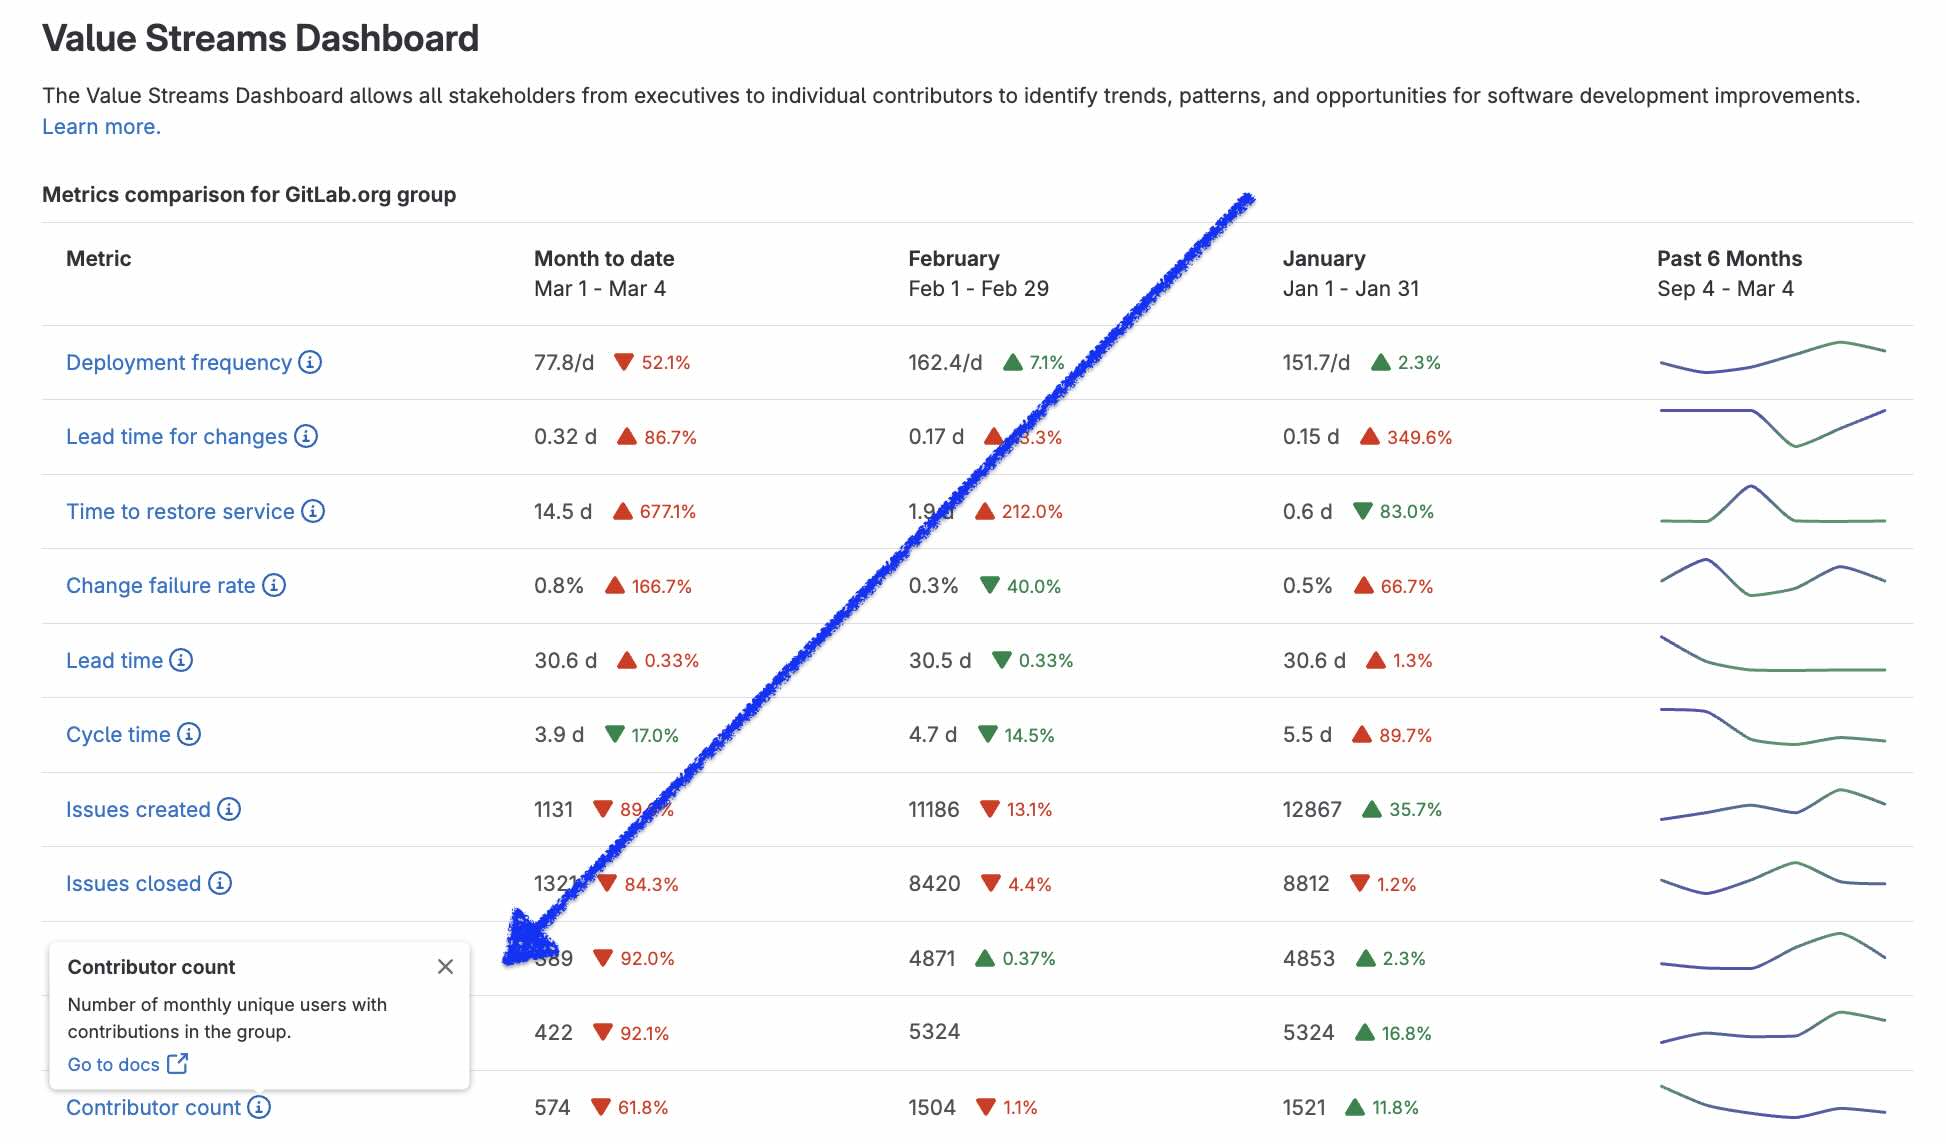 Value Streams Dashboard
The Value Streams Dashboard allows all stakeholders from executives to individual contributors to identify trends, patterns, and opportunities for software development improvements.
Learn more.
Metrics comparison for GitLab.org group
Metric Month to date February January Past 6 Months
Mar 1 - Mar 4 Feb 1 - Feb 29 Jan 1 - Jan 31 Sep 4 - Mar 4
Deployment frequency 77.8/d 52.1% 162.4/d 7.1% 151.7/d 2.3%
Lead time for changes 0.32 d 86.7% 0.17 d 0.15 d 349.6%
Time to restore service 14.5 d 677.1% 1.9 d 212.0% 0.6 d 83.0%
Change failure rate 0.8% 166.7% 0.3% 40.0% 0.5% 66.7%
Lead time 30.6 d 0.33% 30.5 d 0.33% 30.6 d 1.3%
Cycle time 3.9 d 17.0% 4.7 d 14.5% 5.5 d 89.7%
Issues created 1131 11186 13.1% 12867 35.7%
Issues closed 1321 84.3% 8420 4.4% 8812 1.2%
389 92.0% 4871 0.37% 4853 2.3%
422 92.1% 5324 5324 16.8%
Contributor count
Number of monthly unique users with
contributions in the group.
Go to docs
Contributor count 574 61.8% 1504 1.1% 1521 11.8%